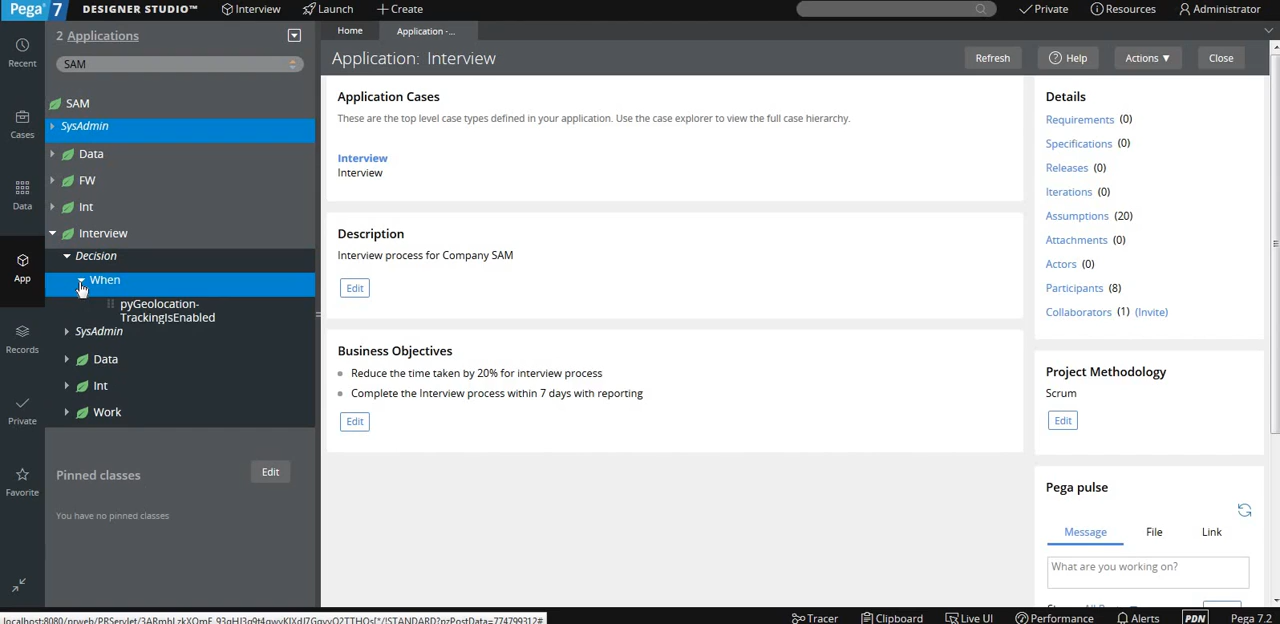 Pega 7 DESIGNER STUDIO™ Interview Launch + Create Private Resources Administrator
2 Applications
Home Application -...
Recent
SAM
Application: Interview Refresh Help Actions ▼ Close
Cases
SAM
SysAdmin
Data
FW
Int
Interview
Decision
When
pyGeolocation-
TrackingIsEnabled
SysAdmin
Data
Int
Work
Data
App
Records
Private
Favorite
Pinned classes Edit
You have no pinned classes
Application Cases
These are the top level case types defined in your application. Use the case explorer to view the full case hierarchy.
Interview
Interview
Description
Interview process for Company SAM
Edit
Business Objectives
Reduce the time taken by 20% for interview process
Complete the Interview process within 7 days with reporting
Edit
Details
Requirements (0)
Specifications (0)
Releases (0)
Iterations (0)
Assumptions (20)
Attachments (0)
Actors (0)
Participants (8)
Collaborators (1) (Invite)
Project Methodology
Scrum
Edit
Pega pulse
Message File Link
What are you working on?
Tracer Clipboard Live UI Performance Alerts PDN Pega 7.2